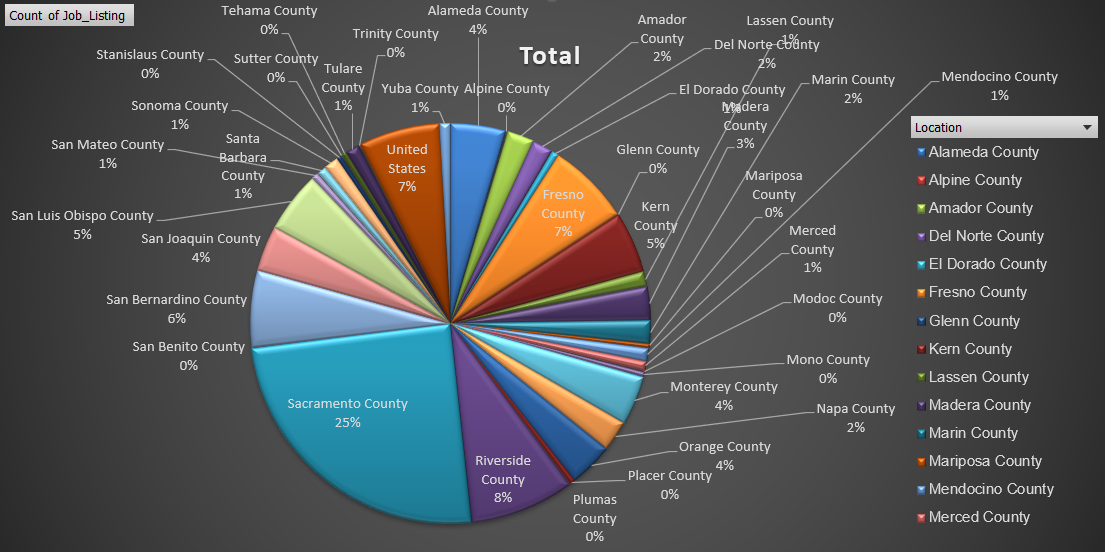 Count of Job_Listing
Total
Alameda County
4%
Alpine County
0%
Amador
County
2%
Del Norte County
2%
El Dorado County
1%
Fresno
County
7%
Glenn County
0%
Kern
County
5%
Lassen County
1%
Madera
County
3%
Marin County
2%
Mariposa
County
0%
Mendocino County
1%
Merced
County
1%
Modoc County
0%
Mono County
0%
Monterey County
4%
Napa County
2%
Orange County
4%
Placer County
0%
Plumas
County
0%
Riverside
County
8%
Sacramento County
25%
San Benito County
0%
San Bernardino County
6%
San Joaquin County
4%
San Luis Obispo County
5%
San Mateo County
1%
Santa
Barbara
County
1%
Sonoma County
1%
Stanislaus County
0%
Sutter County
0%
Tehama County
0%
Trinity County
0%
Tulare
County
1%
United
States
7%
Yuba County
1%
Location
Alameda County
Alpine County
Amador County
Del Norte County
El Dorado County
Fresno County
Glenn County
Kern County
Lassen County
Madera County
Marin County
Mariposa County
Mendocino County
Merced County